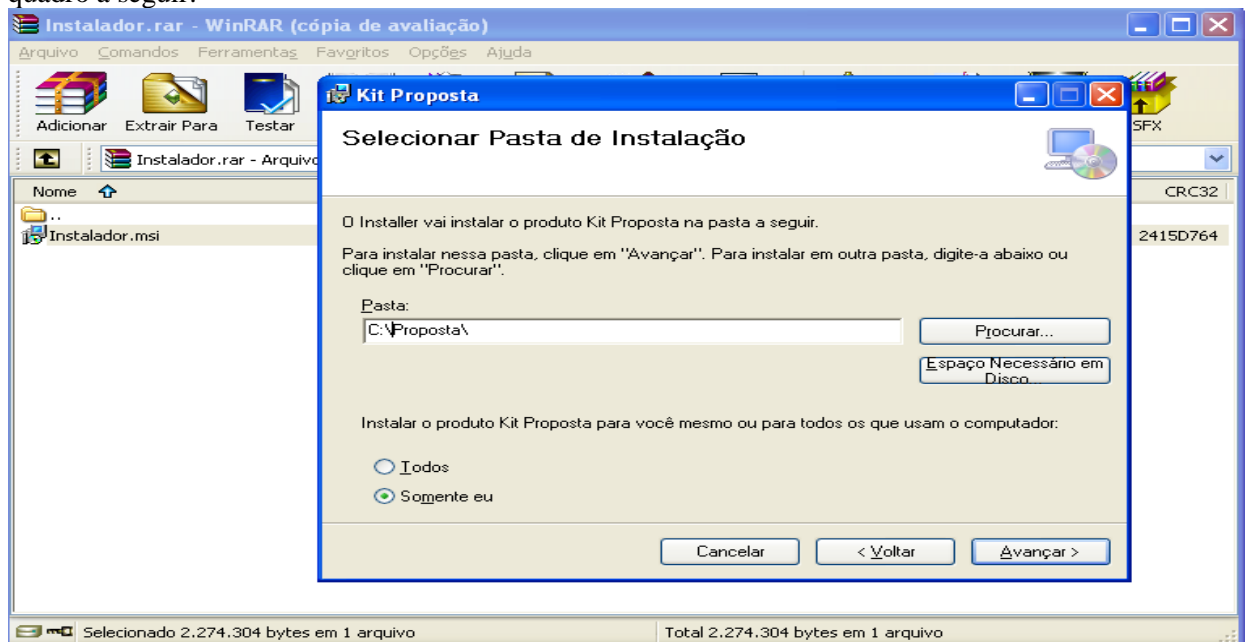 quadro a seguir:
Instalador.rar - WinRAR (cópia de avaliação)
Arquivo Comandos Ferramentas Favoritos Opções Ajuda
Adicionar Extrair Para Testar
SFX
Instalador.rar - Arquivo
Nome CRC32
..
Instalador.msi 2415D764
Kit Proposta
Selecionar Pasta de Instalação
O Installer vai instalar o produto Kit Proposta na pasta a seguir.
Para instalar nessa pasta, clique em "Avançar". Para instalar em outra pasta, digite-a abaixo ou
clique em "Procurar".
Pasta:
C:\Proposta\
Procurar...
Espaço Necessário em
Disco...
Instalar o produto Kit Proposta para você mesmo ou para todos os que usam o computador:
Todos
Somente eu
Cancelar < Voltar Avançar >
Selecionado 2.274.304 bytes em 1 arquivo Total 2.274.304 bytes em 1 arquivo